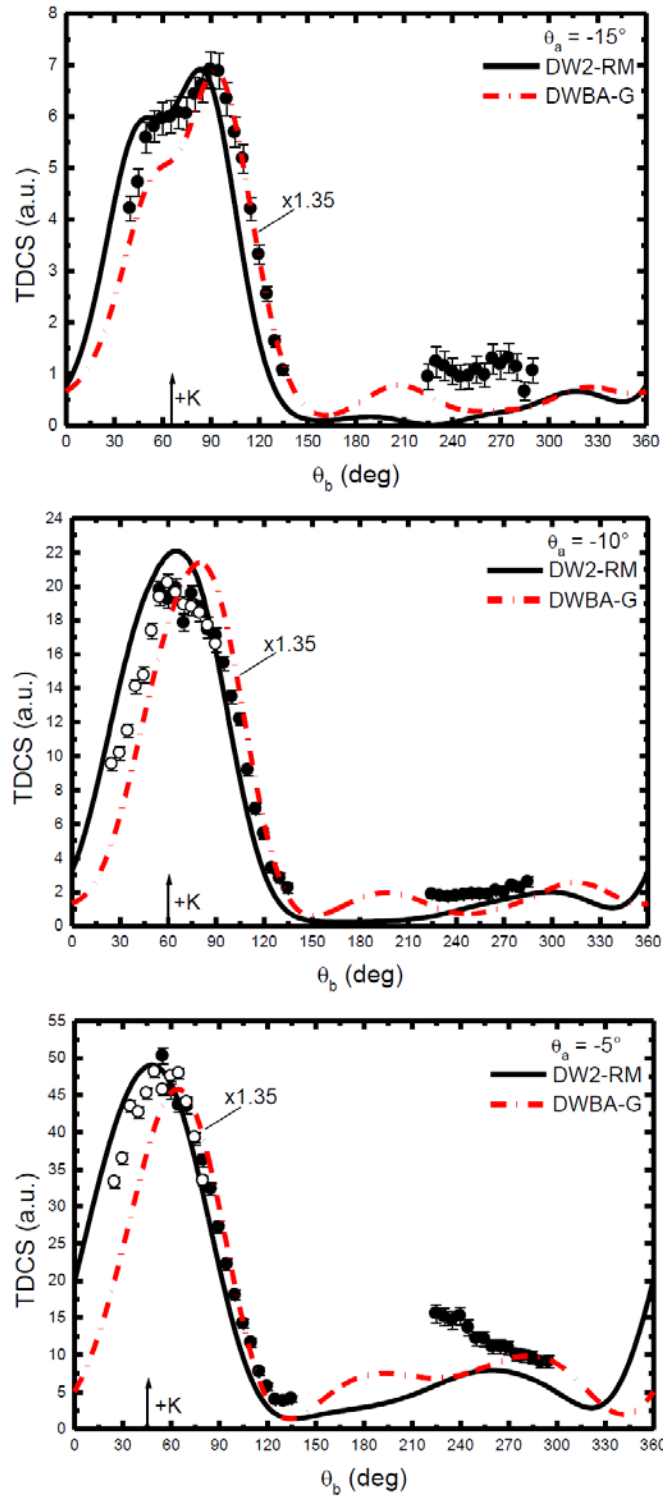 θa = -15°
DW2-RM
DWBA-G
x1.35
+K
TDCS (a.u.)
8
7
6
5
4
3
2
1
0
0 30 60 90 120 150 180 210 240 270 300 330 360
θb (deg)
θa = -10°
DW2-RM
DWBA-G
x1.35
+K
TDCS (a.u.)
24
22
20
18
16
14
12
10
8
6
4
2
0
0 30 60 90 120 150 180 210 240 270 300 330 360
θb (deg)
θa = -5°
DW2-RM
DWBA-G
x1.35
+K
TDCS (a.u.)
55
50
45
40
35
30
25
20
15
10
5
0
0 30 60 90 120 150 180 210 240 270 300 330 360
θb (deg)